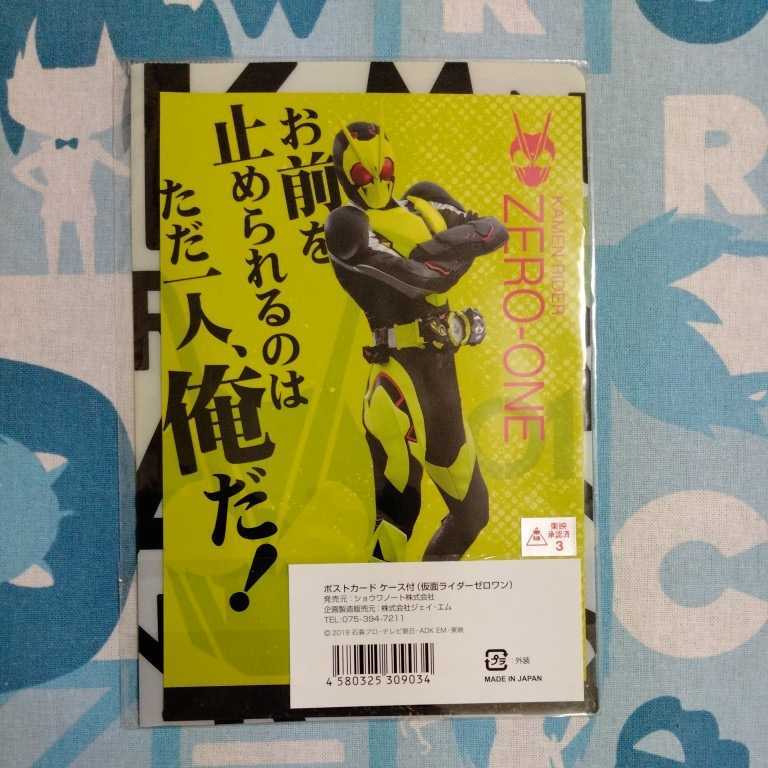 お前を
止められるのは
ただ一人、
俺だ!
KAMEN RIDER
ZERO-ONE
01
東映
承認済
3
ポストカード ケース付(仮面ライダーゼロワン)
発売元:ショウワノート株式会社
企画製造販売元:株式会社ジェイ・エム
TEL:075-394-7211
© 2019 石森プロ・テレビ朝日・ADK EM・東映
4 580325 309034
プラ
外装
MADE IN JAPAN